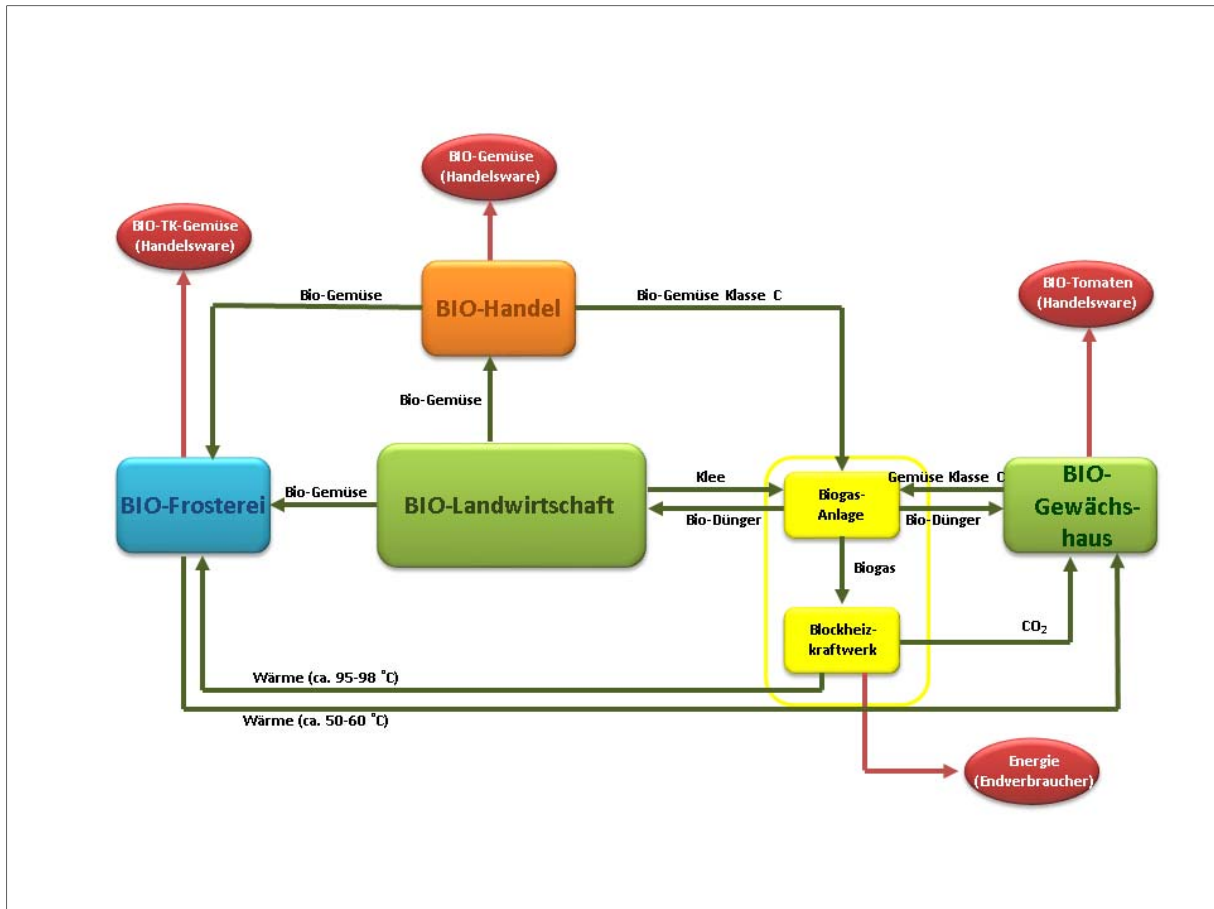 BIO-Gemüse
(Handelsware)
BIO-TK-Gemüse
(Handelsware)
Bio-Gemüse
BIO-Handel
Bio-Gemüse Klasse C
BIO-Tomaten
(Handelsware)
Bio-Gemüse
BIO-Frosterei
Bio-Gemüse
BIO-Landwirtschaft
Klee
Bio-Dünger
Biogas-
Anlage
Gemüse Klasse C
Bio-Dünger
BIO-
Gewächs-
haus
Biogas
Blockheiz-
kraftwerk
CO₂
Wärme (ca. 95-98 °C)
Wärme (ca. 50-60 °C)
Energie
(Endverbraucher)